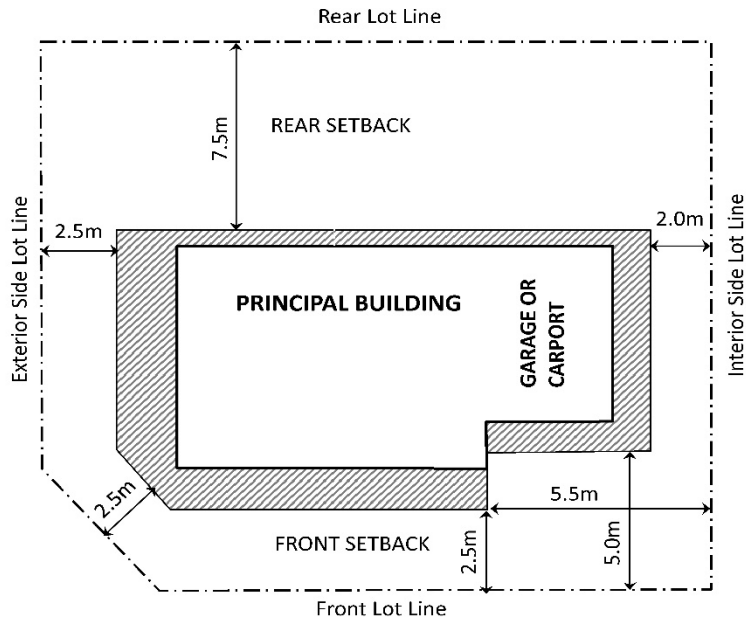 Rear Lot Line
REAR SETBACK
7.5m
Exterior Side Lot Line
2.5m
2.0m
Interior Side Lot Line
PRINCIPAL BUILDING
GARAGE OR
CARPORT
2.5m
5.5m
FRONT SETBACK
2.5m
5.0m
Front Lot Line